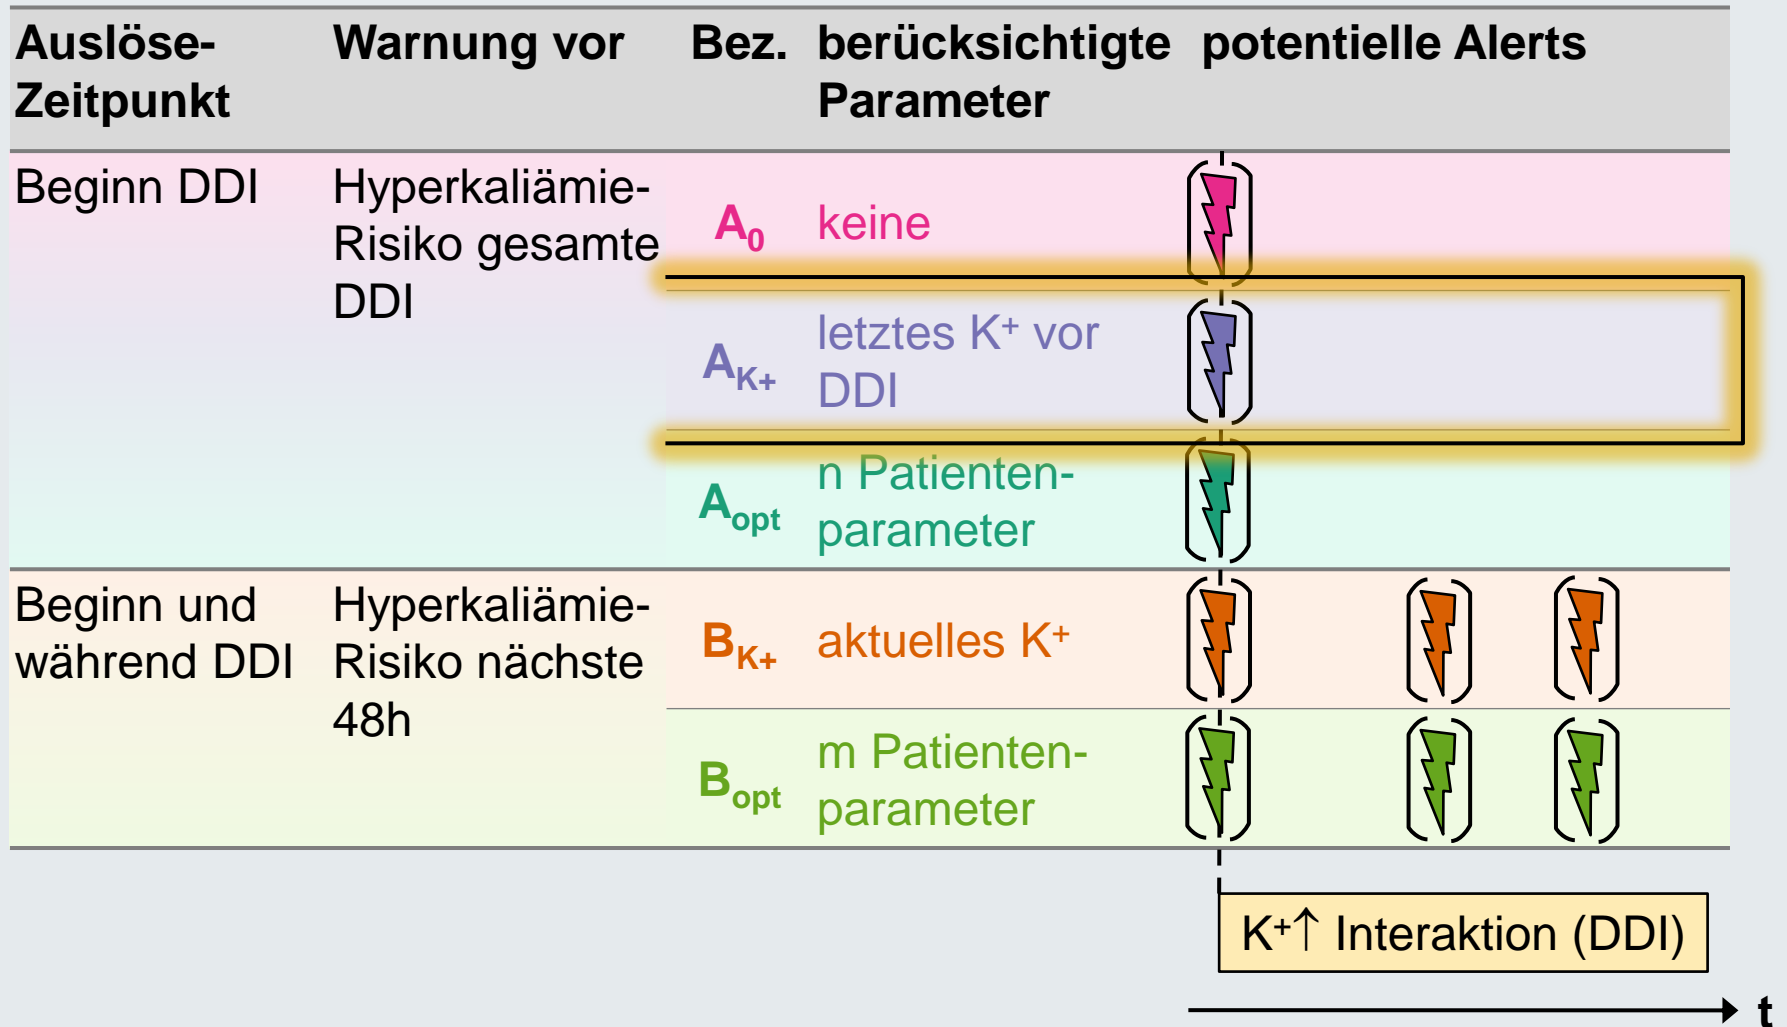 Auslöse-
Zeitpunkt
Warnung vor
Bez.
berücksichtigte
Parameter
potentielle Alerts
Beginn DDI
Hyperkaliämie-
Risiko gesamte
DDI
A0
keine
AK+
letztes K+ vor
DDI
Aopt
n Patienten-
parameter
Beginn und
während DDI
Hyperkaliämie-
Risiko nächste
48h
BK+
aktuelles K+
Bopt
m Patienten-
parameter
K+↑ Interaktion (DDI)
t